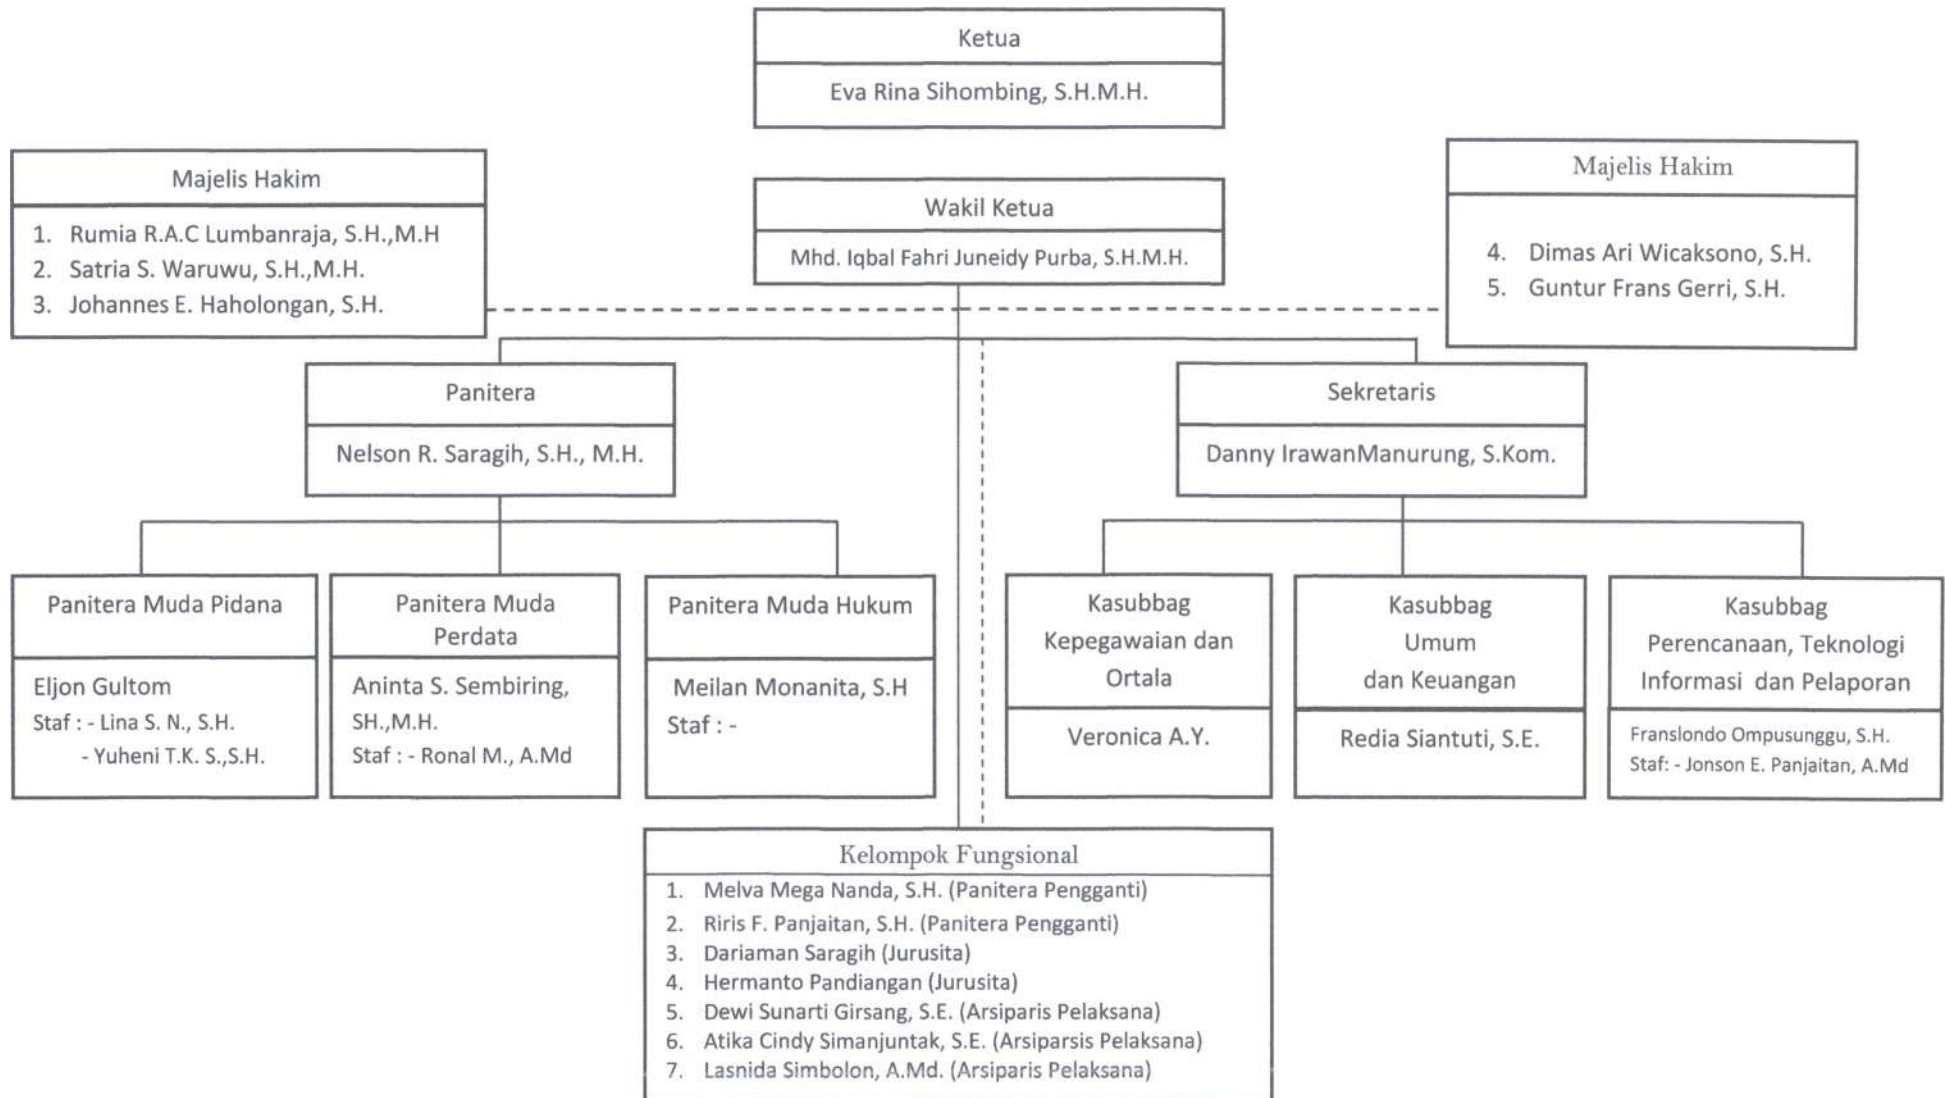 Ketua
Eva Rina Sihombing, S.H.M.H.
Majelis Hakim
1. Rumia R.A.C Lumbanraja, S.H.,M.H
2. Satria S. Waruwu, S.H.,M.H.
3. Johannes E. Haholongan, S.H.
Wakil Ketua
Mhd. Iqbal Fahri Juneidy Purba, S.H.M.H.
Majelis Hakim
4. Dimas Ari Wicaksono, S.H.
5. Guntur Frans Gerri, S.H.
Panitera
Nelson R. Saragih, S.H., M.H.
Sekretaris
Danny IrawanManurung, S.Kom.
Panitera Muda Pidana
Eljon Gultom
Staf : - Lina S. N., S.H.
- Yuheni T.K. S.,S.H.
Panitera Muda
Perdata
Aninta S. Sembiring,
SH.,M.H.
Staf : - Ronal M., A.Md
Panitera Muda Hukum
Meilan Monanita, S.H
Staf : -
Kasubbag
Kepegawaian dan
Ortala
Veronica A.Y.
Kasubbag
Umum
dan Keuangan
Redia Siantuti, S.E.
Kasubbag
Perencanaan, Teknologi
Informasi dan Pelaporan
Franslondo Ompusunggu, S.H.
Staf: - Jonson E. Panjaitan, A.Md
Kelompok Fungsional
1. Melva Mega Nanda, S.H. (Panitera Pengganti)
2. Riris F. Panjaitan, S.H. (Panitera Pengganti)
3. Dariaman Saragih (Jurusita)
4. Hermanto Pandiangan (Jurusita)
5. Dewi Sunarti Girsang, S.E. (Arsiparis Pelaksana)
6. Atika Cindy Simanjuntak, S.E. (Arsiparsis Pelaksana)
7. Lasnida Simbolon, A.Md. (Arsiparis Pelaksana)